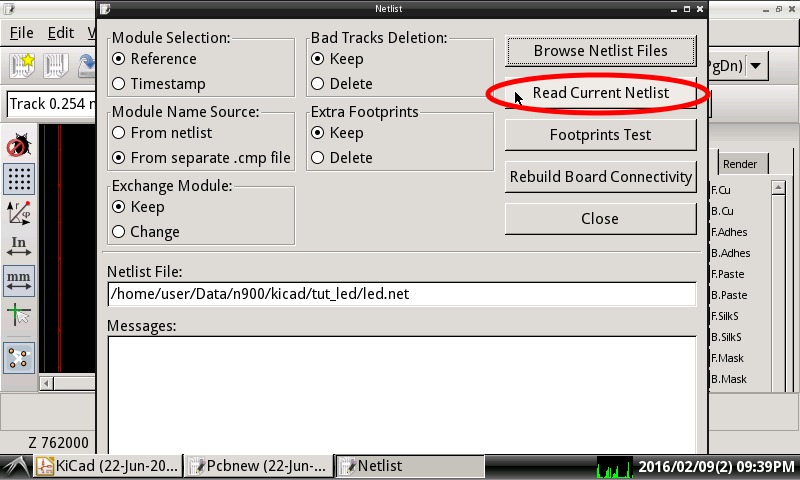 Netlist
File Edit V
Module Selection:
Reference
Timestamp
Bad Tracks Deletion:
Keep
Delete
Browse Netlist Files
Read Current Netlist
Module Name Source:
From netlist
From separate .cmp file
Extra Footprints
Keep
Delete
Footprints Test
Rebuild Board Connectivity
Close
Exchange Module:
Keep
Change
Netlist File:
/home/user/Data/n900/kicad/tut_led/led.net
Messages:
Track 0.254
In
mm
Z 762000
PgDn)
Render
F.Cu
B.Cu
F.Adhes
B.Adhes
F.Paste
B.Paste
F.SilkS
B.SilkS
F.Mask
B.Mask
KiCad (22-Jun-20...
Pcbnew (22-Jun-...
Netlist
2016/02/09(2) 09:39PM